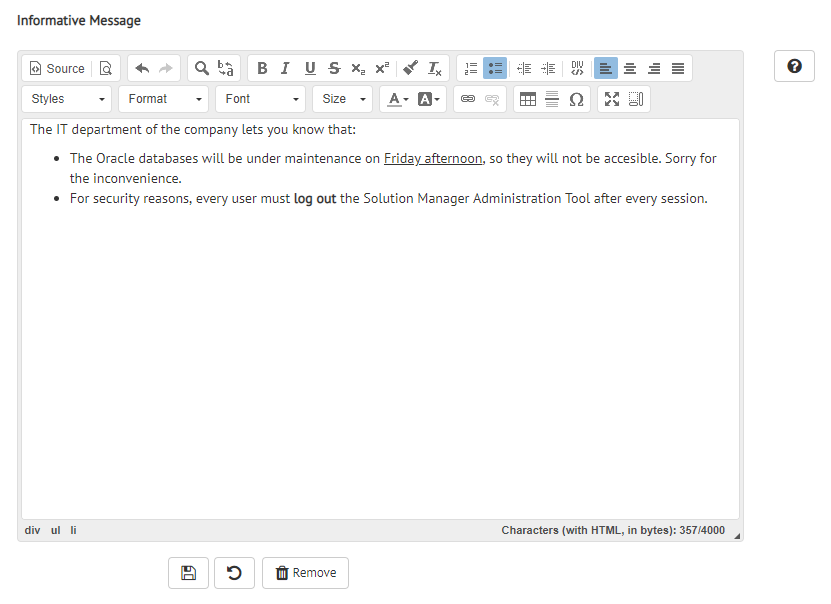 Informative Message
Source
B I U S x₂ x² Tx
Styles Format Font Size A A Ω
The IT department of the company lets you know that:
• The Oracle databases will be under maintenance on Friday afternoon, so they will not be accesible. Sorry for
the inconvenience.
• For security reasons, every user must log out the Solution Manager Administration Tool after every session.
div ul li Characters (with HTML, in bytes): 357/4000
Remove